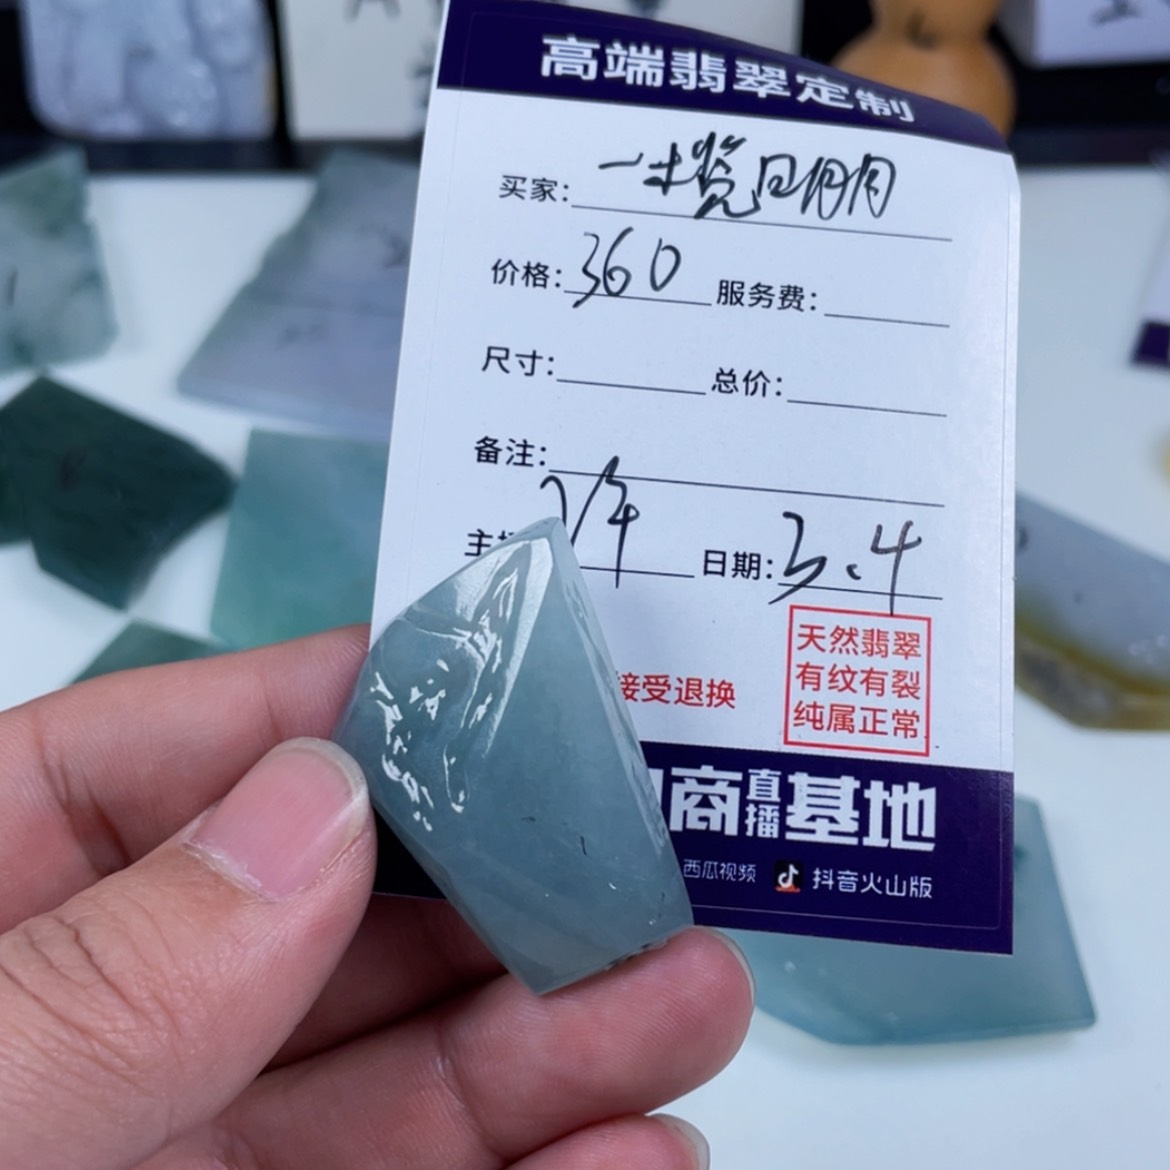 高端翡翠定制
买家: 一揽日月明
价格: 360 服务费:
尺寸: 总价:
备注:
主 日期: 3.4
天然翡翠
有纹有裂
纯属正常
接受退换
商直播基地
西瓜视频 抖音火山版